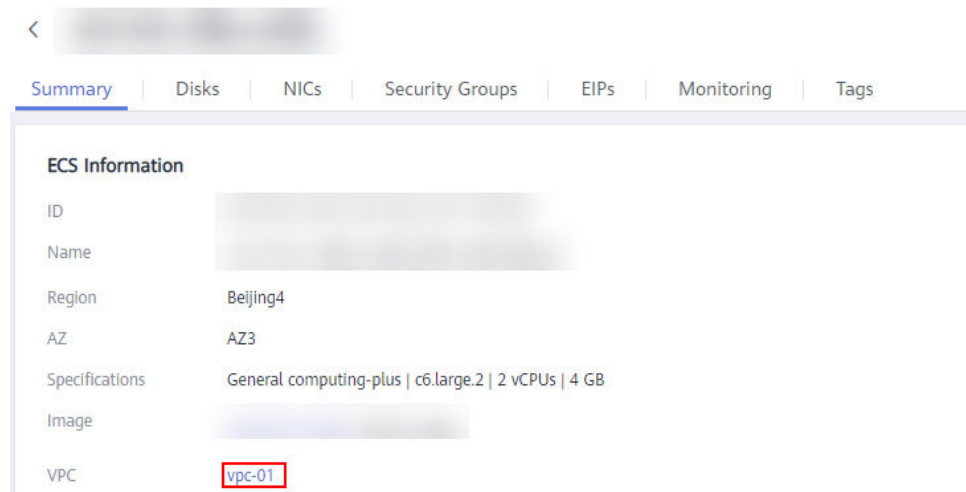 Summary Disks NICs Security Groups EIPs Monitoring Tags
ECS Information
ID
Name
Region Beijing4
AZ AZ3
Specifications General computing-plus | c6.large.2 | 2 vCPUs | 4 GB
Image
VPC vpc-01